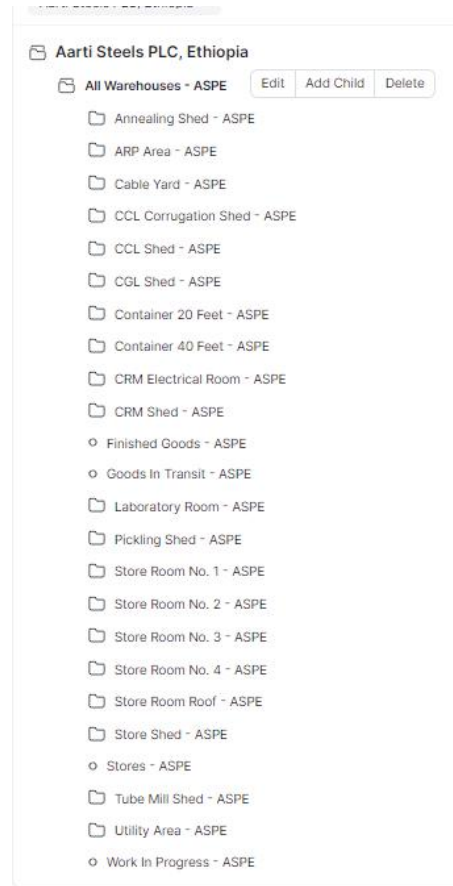 Aarti Steels PLC, Ethiopia
All Warehouses - ASPE Edit Add Child Delete
Annealing Shed - ASPE
ARP Area - ASPE
Cable Yard - ASPE
CCL Corrugation Shed - ASPE
CCL Shed - ASPE
CGL Shed - ASPE
Container 20 Feet - ASPE
Container 40 Feet - ASPE
CRM Electrical Room - ASPE
CRM Shed - ASPE
Finished Goods - ASPE
Goods In Transit - ASPE
Laboratory Room - ASPE
Pickling Shed - ASPE
Store Room No. 1 - ASPE
Store Room No. 2 - ASPE
Store Room No. 3 - ASPE
Store Room No. 4 - ASPE
Store Room Roof - ASPE
Store Shed - ASPE
Stores - ASPE
Tube Mill Shed - ASPE
Utility Area - ASPE
Work In Progress - ASPE